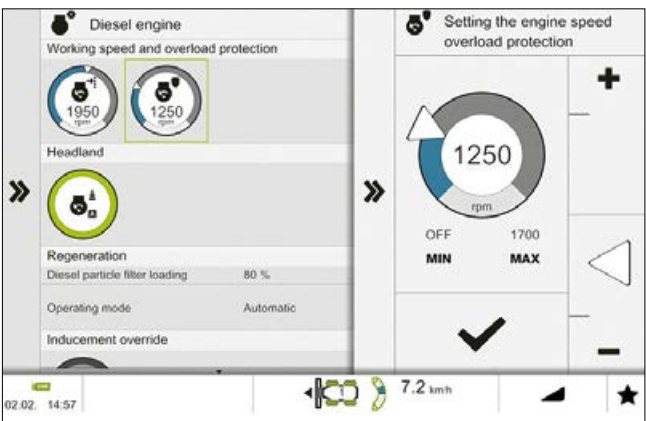 Diesel engine
Working speed and overload protection
1950
rpm
1250
rpm
Headland
Regeneration
Diesel particle filter loading 80 %
Operating mode Automatic
Inducement override
Setting the engine speed
overload protection
1250
rpm
OFF 1700
MIN MAX
02.02. 14:57
1
7.2 km/h